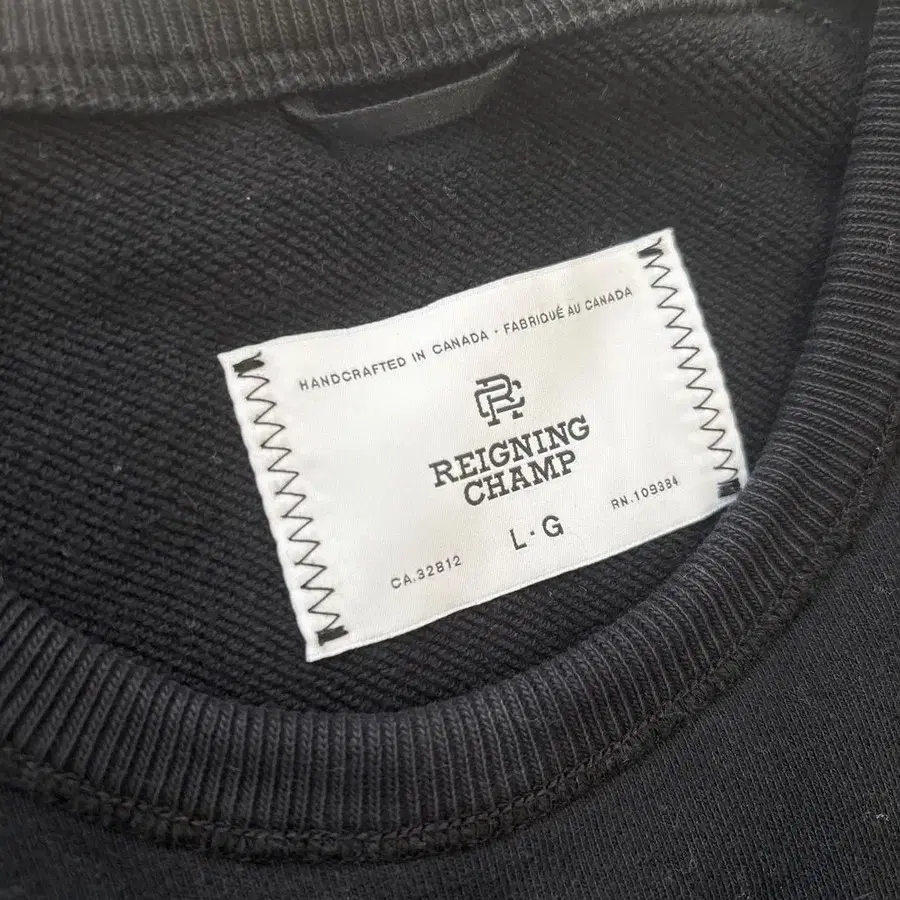 HANDCRAFTED IN CANADA · FABRIQUÉ AU CANADA
RC
REIGNING
CHAMP
L·G
CA.32812
RN.109384